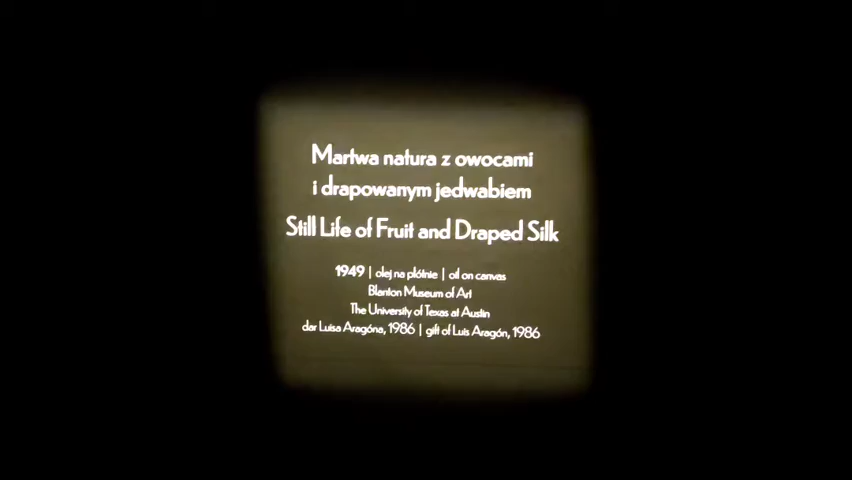 Martwa natura z owocami
i drapowanym jedwabiem
Still Life of Fruit and Draped Silk
1949 | olej na płótnie | oil on canvas
Blanton Museum of Art
The University of Texas at Austin
dar Luisa Aragóna, 1986 | gift of Luis Aragón, 1986